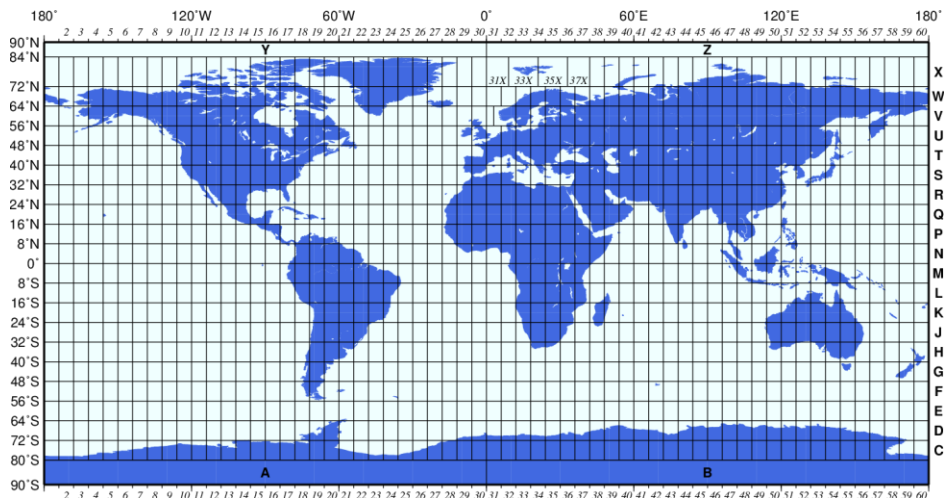 180˚ 120˚W 60˚W 0˚ 60˚E 120˚E 180˚
2 3 4 5 6 7 8 9 10 11 12 13 14 15 16 17 18 19 20 21 22 23 24 25 26 27 28 29 30 31 32 33 34 35 36 37 38 39 40 41 42 43 44 45 46 47 48 49 50 51 52 53 54 55 56 57 58 59 60
90˚N
Y Z
84˚N
X
31X 33X 35X 37X
72˚N
W
64˚N
V
56˚N
U
48˚N
T
40˚N
S
32˚N
R
24˚N
Q
16˚N
P
8˚N
N
0˚
M
8˚S
L
16˚S
K
24˚S
J
32˚S
H
40˚S
G
48˚S
F
56˚S
E
64˚S
D
72˚S
C
80˚S
A B
90˚S
2 3 4 5 6 7 8 9 10 11 12 13 14 15 16 17 18 19 20 21 22 23 24 25 26 27 28 29 30 31 32 33 34 35 36 37 38 39 40 41 42 43 44 45 46 47 48 49 50 51 52 53 54 55 56 57 58 59 60